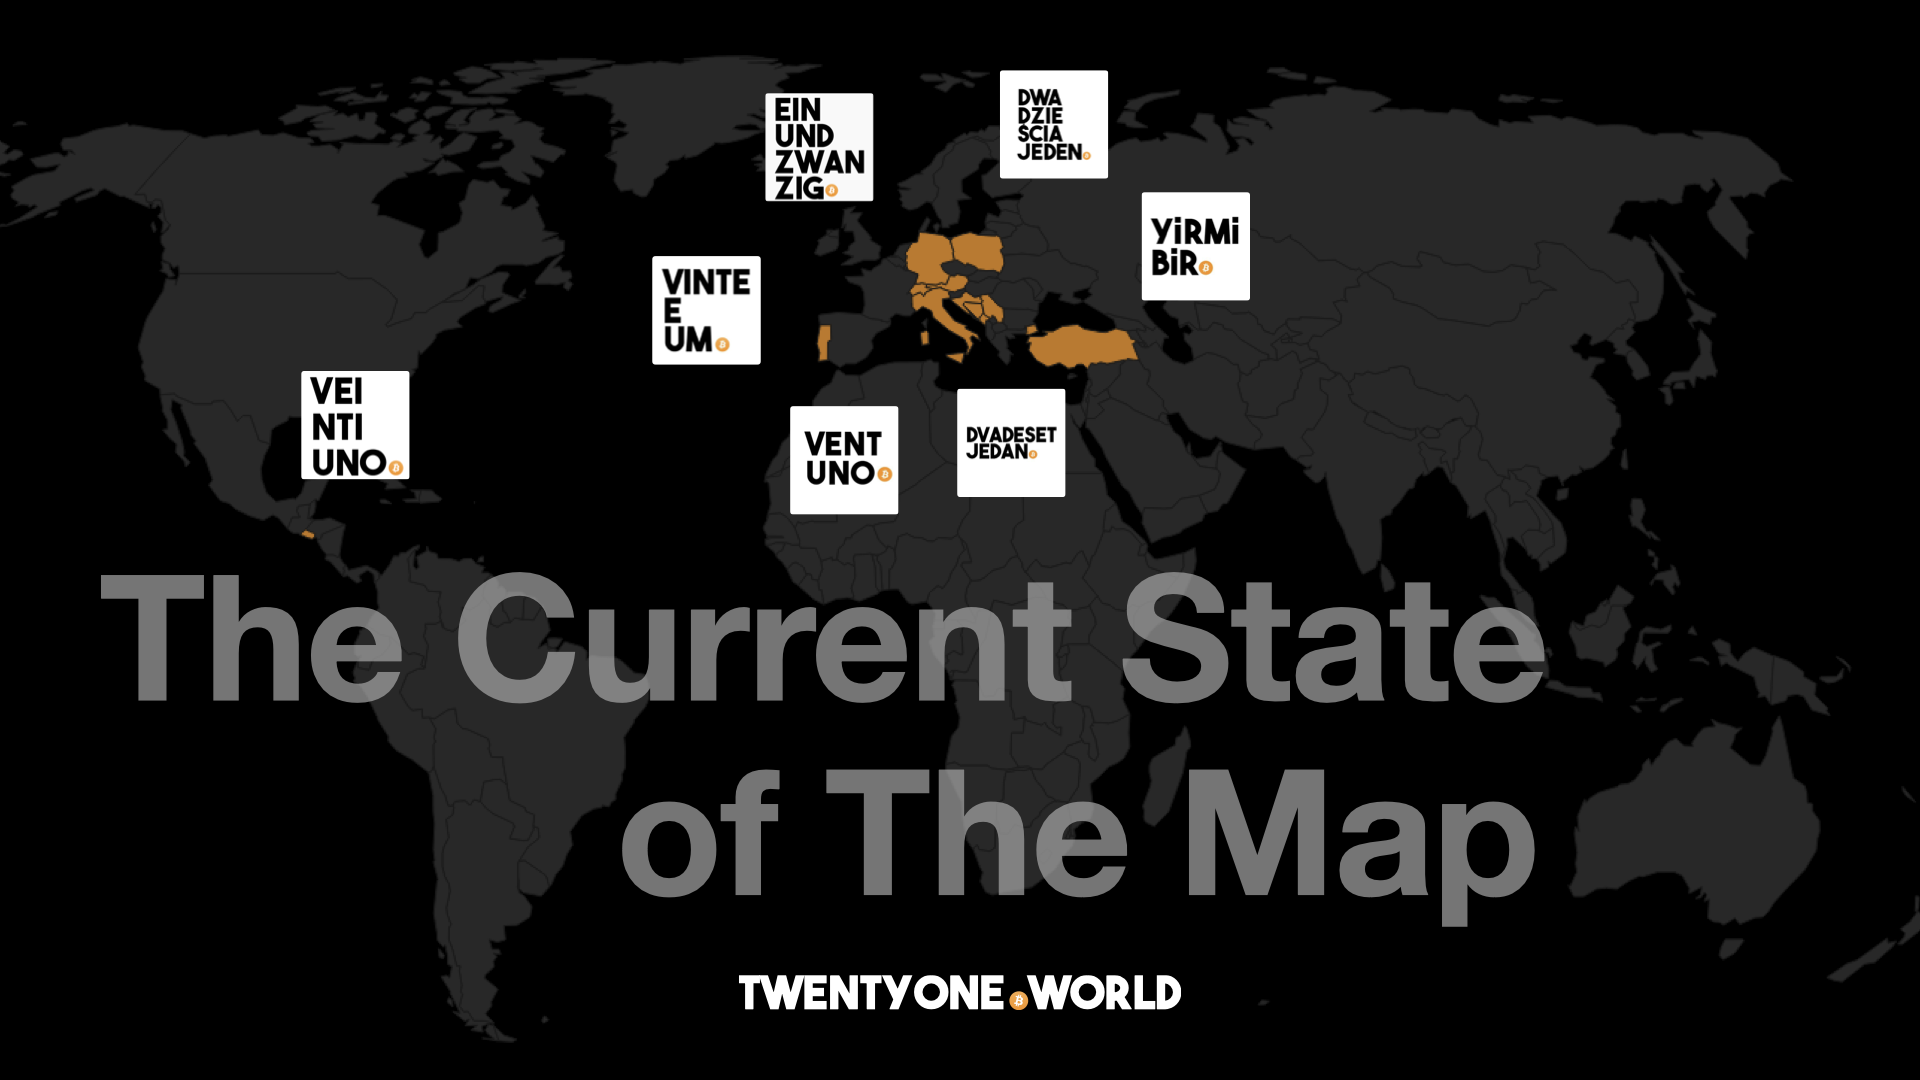 EIN
UND
ZWAN
ZIG
DWA
DZIE
ŚCIA
JEDEN
YiRMi
BiR
VINTE
E
UM
VEI
NTI
UNO
VENT
UNO
DVADESET
JEDAN
The Current State
of The Map
TWENTYONE WORLD